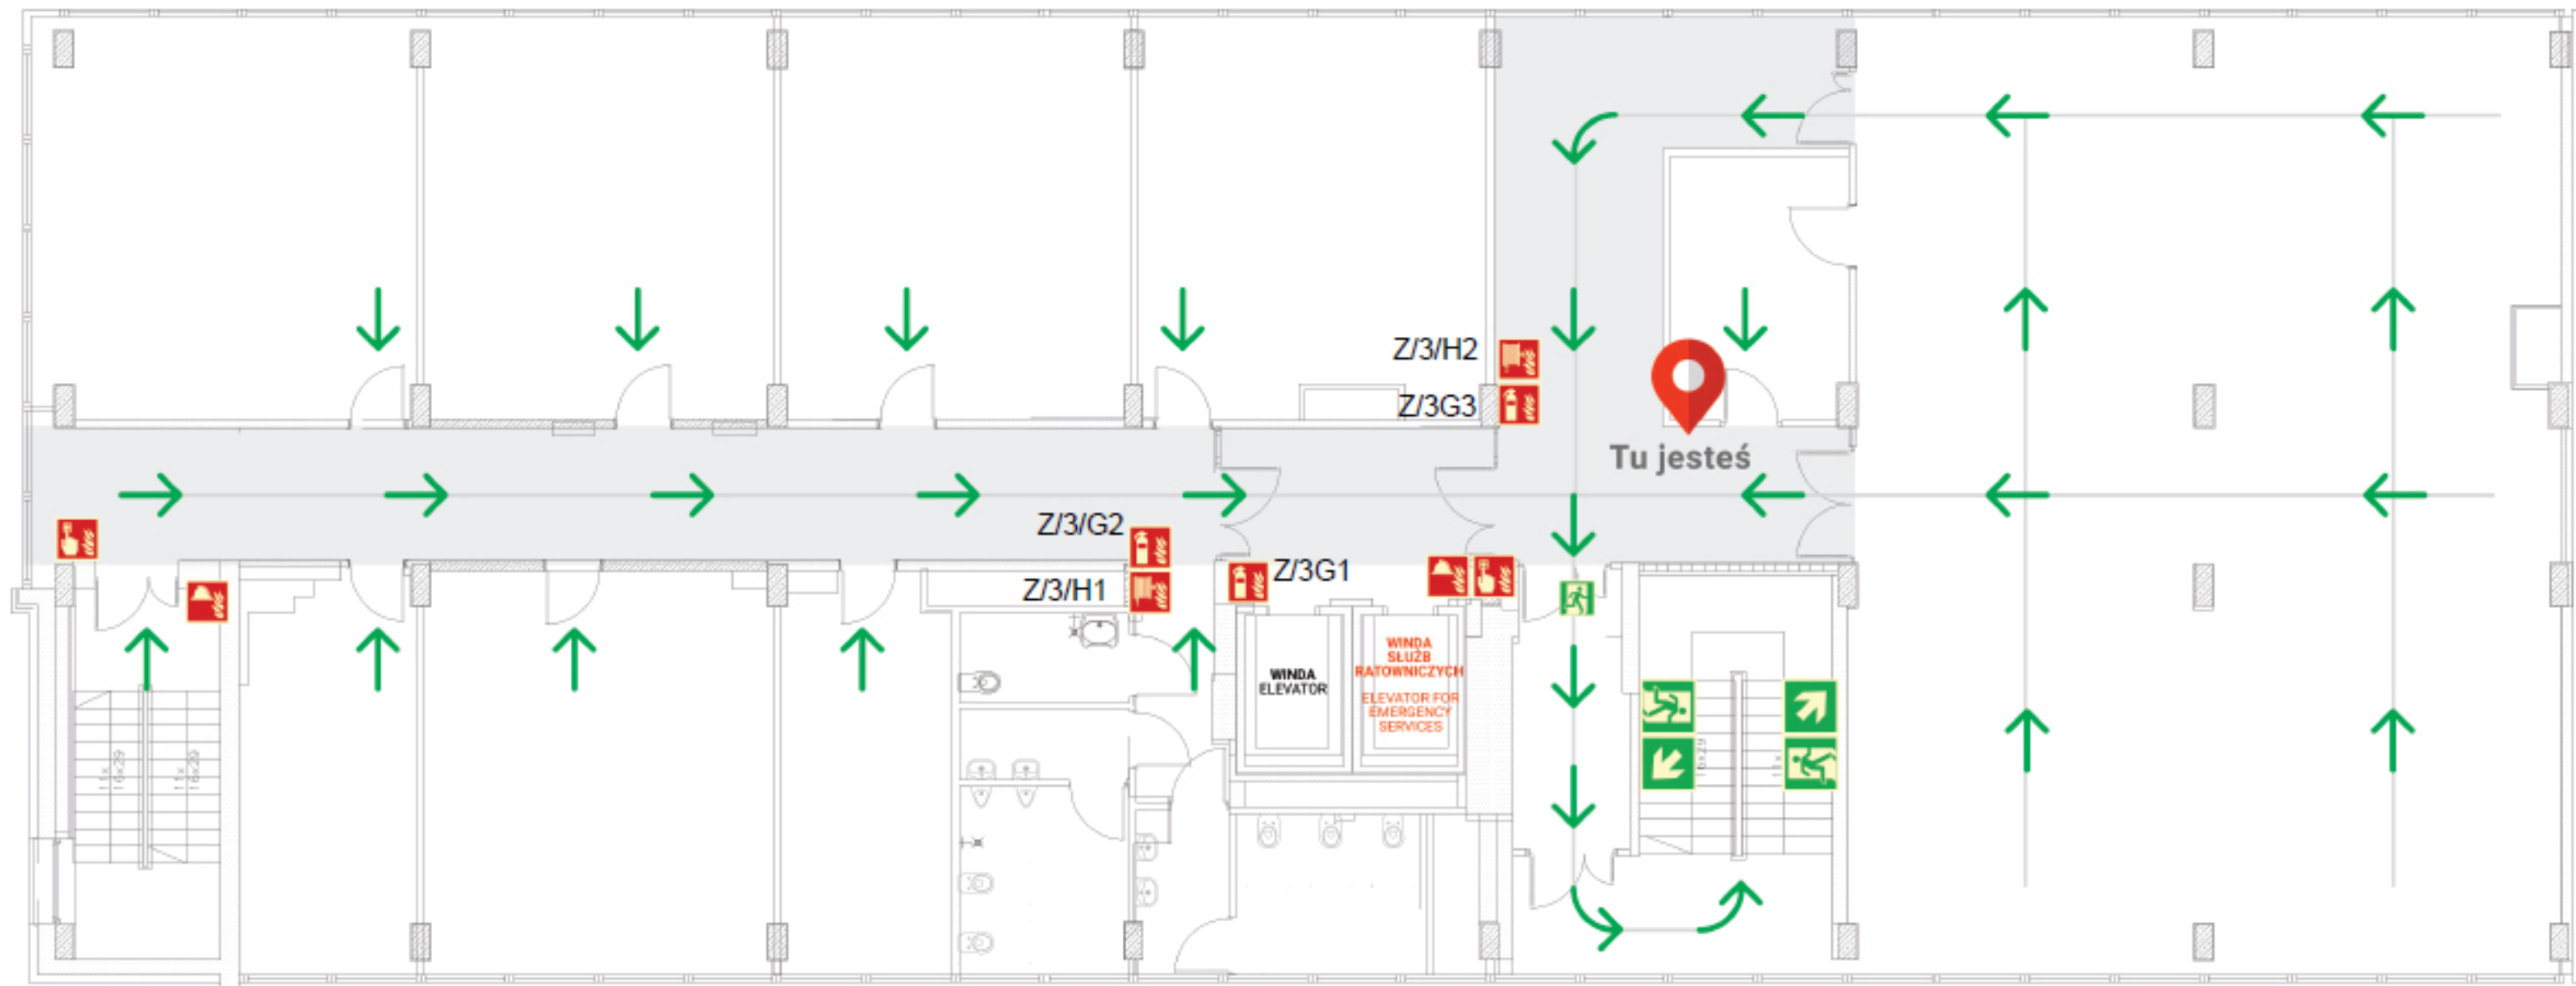 Z/3/H2
Z/3G3
Tu jesteś
Z/3/G2
Z/3G1
Z/3/H1
WINDA
ELEVATOR
WINDA
SŁUŻB
RATOWNICZYCH
ELEVATOR FOR
EMERGENCY
SERVICES